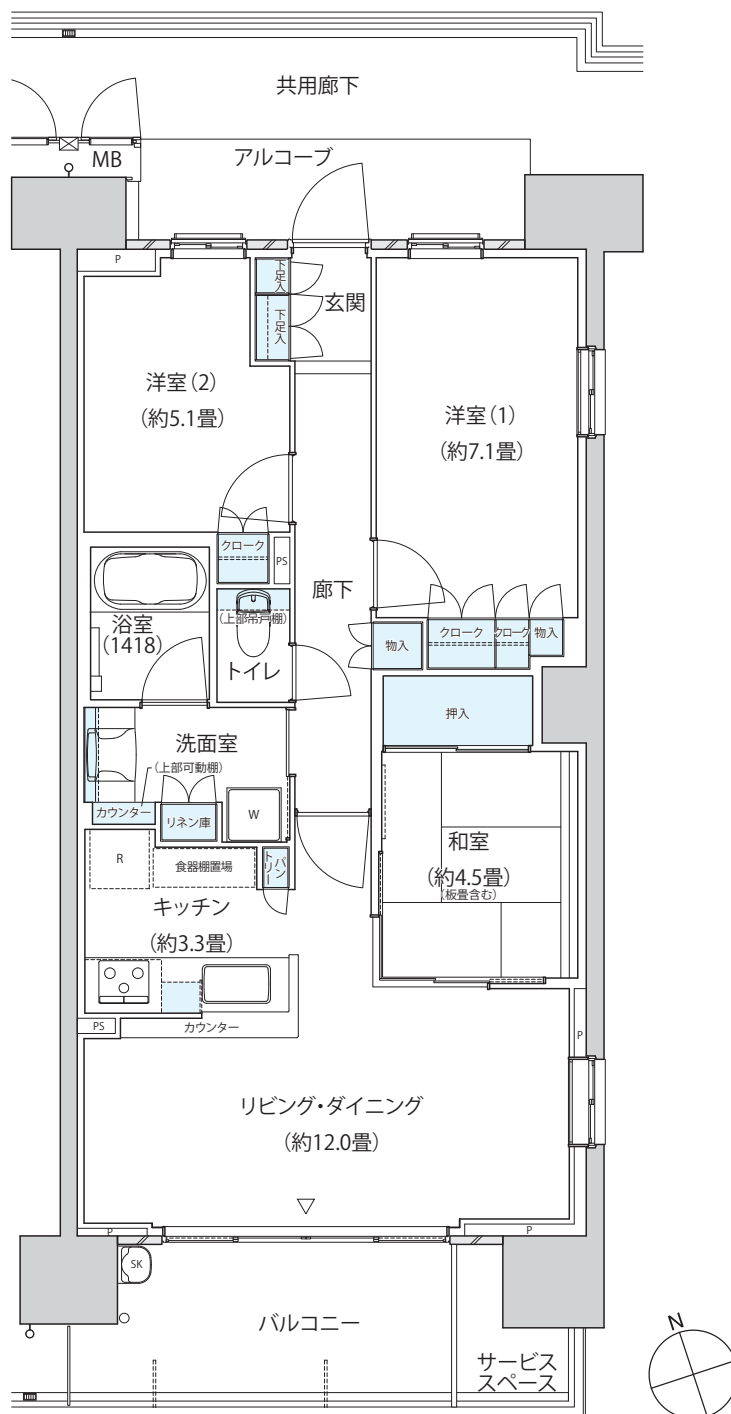 共用廊下
MB
アルコーブ
P
下足入
下足入
玄関
洋室(2)
(約5.1畳)
洋室(1)
(約7.1畳)
クローク
PS
廊下
浴室
(1418)
(上部吊戸棚)
トイレ
物入
クローク
クローク
物入
押入
洗面室
(上部可動棚)
カウンター
リネン庫
W
R
食器棚置場
パントリー
和室
(約4.5畳)
(板畳含む)
キッチン
(約3.3畳)
PS
カウンター
P
リビング・ダイニング
(約12.0畳)
P
P
SK
バルコニー
サービス
スペース
N